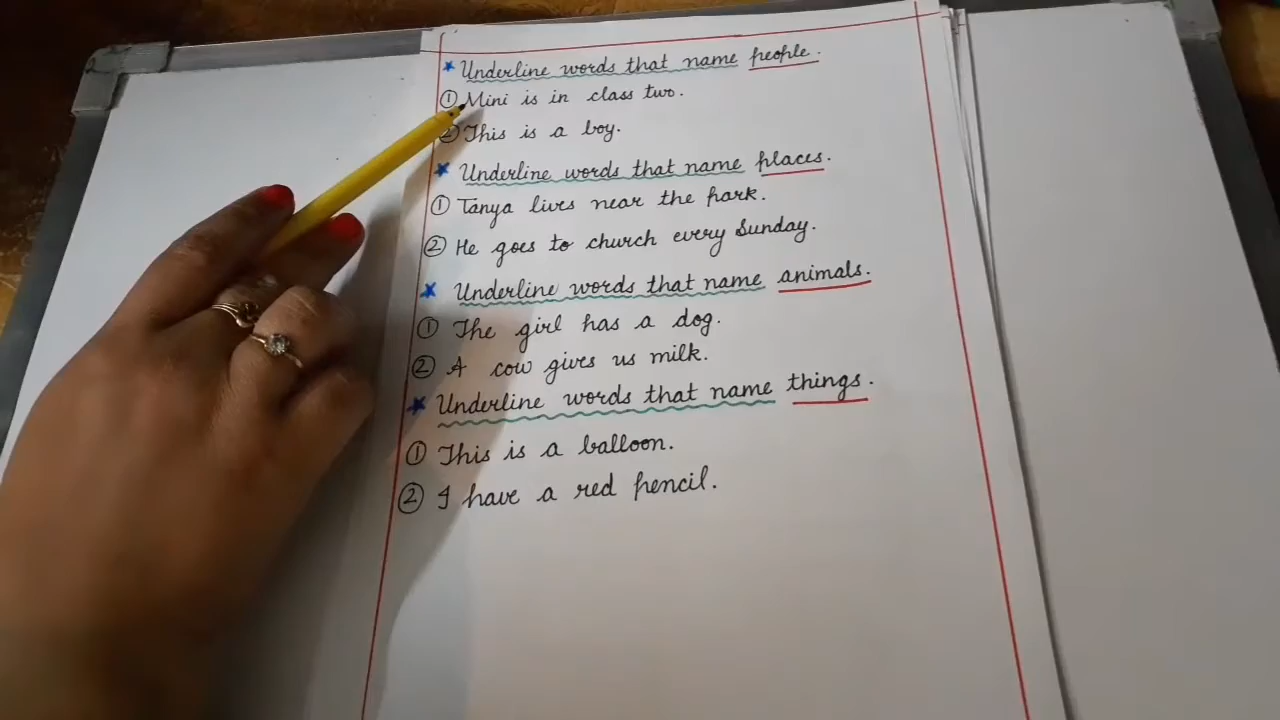 ★ Underline words that name people.
① Mini is in class two.
② This is a boy.
★ Underline words that name places.
① Tanya lives near the park.
② He goes to church every Sunday.
★ Underline words that name animals.
① The girl has a dog.
② A cow gives us milk.
★ Underline words that name things.
① This is a balloon.
② I have a red pencil.